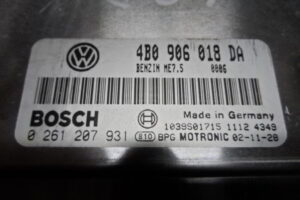 4B0 906 018 DA
BENZIN ME7.5 0006
BOSCH
Made in Germany
1039S01715 1112 4349
0 261 207 931 810 BPG MOTRONIC 02-11-28